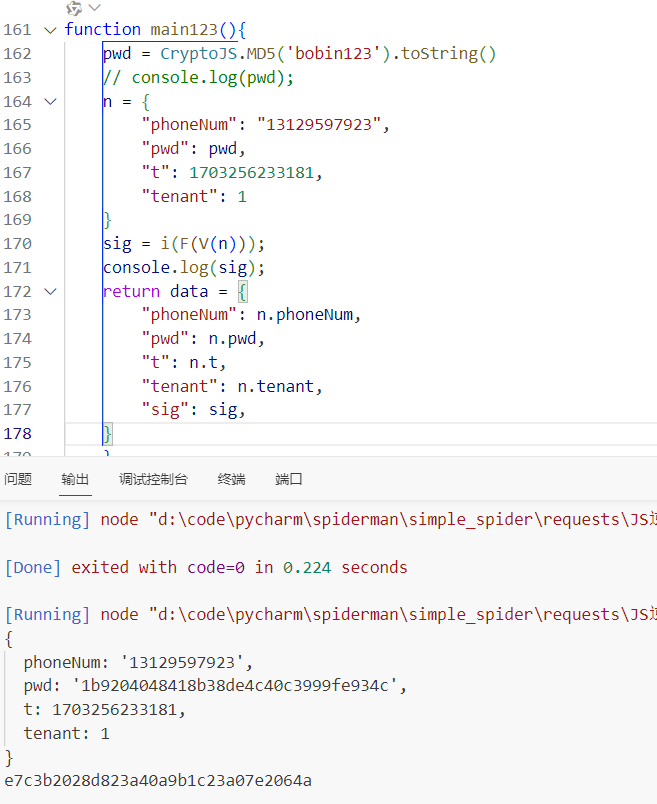 161 function main123(){
162 pwd = CryptoJS.MD5('bobin123').toString()
163 // console.log(pwd);
164 n = {
165 "phoneNum": "13129597923",
166 "pwd": pwd,
167 "t": 1703256233181,
168 "tenant": 1
169 }
170 sig = i(F(V(n)));
171 console.log(sig);
172 return data = {
173 "phoneNum": n.phoneNum,
174 "pwd": n.pwd,
175 "t": n.t,
176 "tenant": n.tenant,
177 "sig": sig,
178 }
}
问题 输出 调试控制台 终端 端口
[Running] node "d:\code\pycharm\spiderman\simple_spider\requests\JS
[Done] exited with code=0 in 0.224 seconds
[Running] node "d:\code\pycharm\spiderman\simple_spider\requests\JS
{
phoneNum: '13129597923',
pwd: '1b9204048418b38de4c40c3999fe934c',
t: 1703256233181,
tenant: 1
}
e7c3b2028d823a40a9b1c23a07e2064a